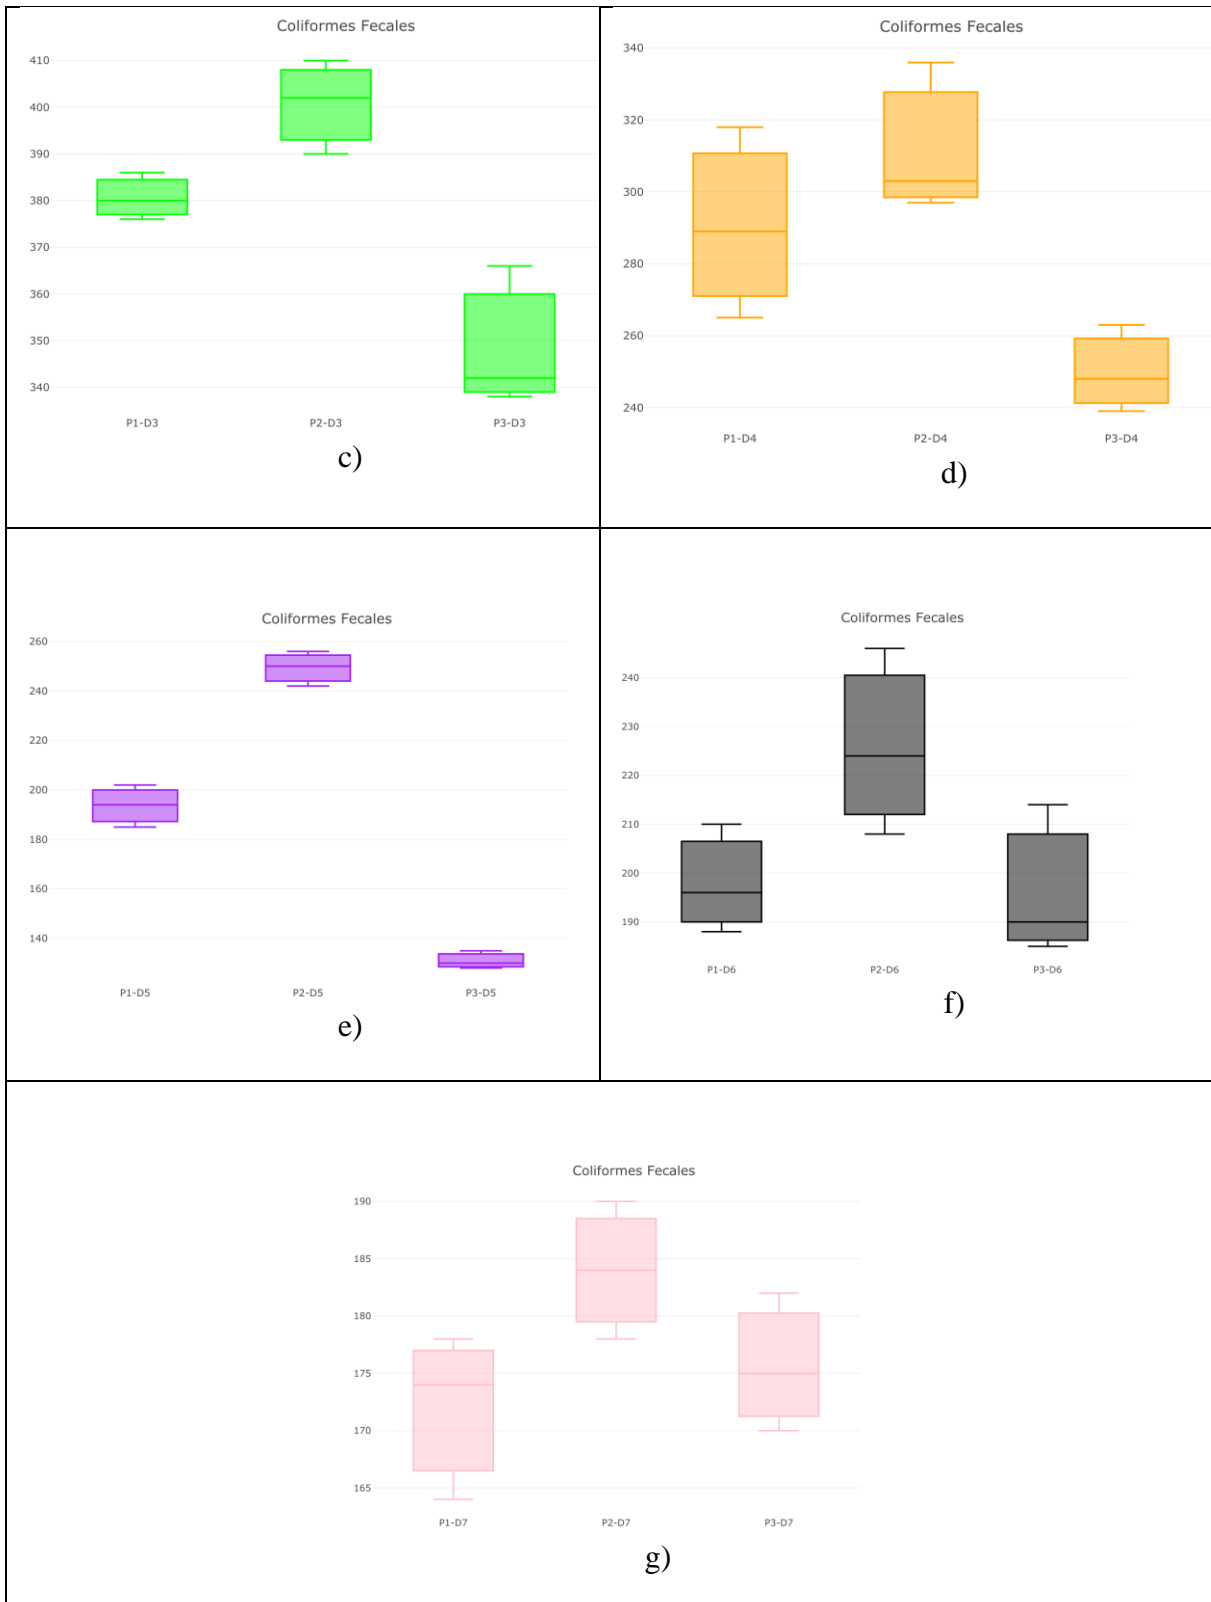 Coliformes Fecales
410
400
390
380
370
360
350
340
P1-D3 P2-D3 P3-D3
c)
Coliformes Fecales
340
320
300
280
260
240
P1-D4 P2-D4 P3-D4
d)
Coliformes Fecales
260
240
220
200
180
160
140
P1-D5 P2-D5 P3-D5
e)
Coliformes Fecales
240
230
220
210
200
190
P1-D6 P2-D6 P3-D6
f)
Coliformes Fecales
190
185
180
175
170
165
P1-D7 P2-D7 P3-D7
g)